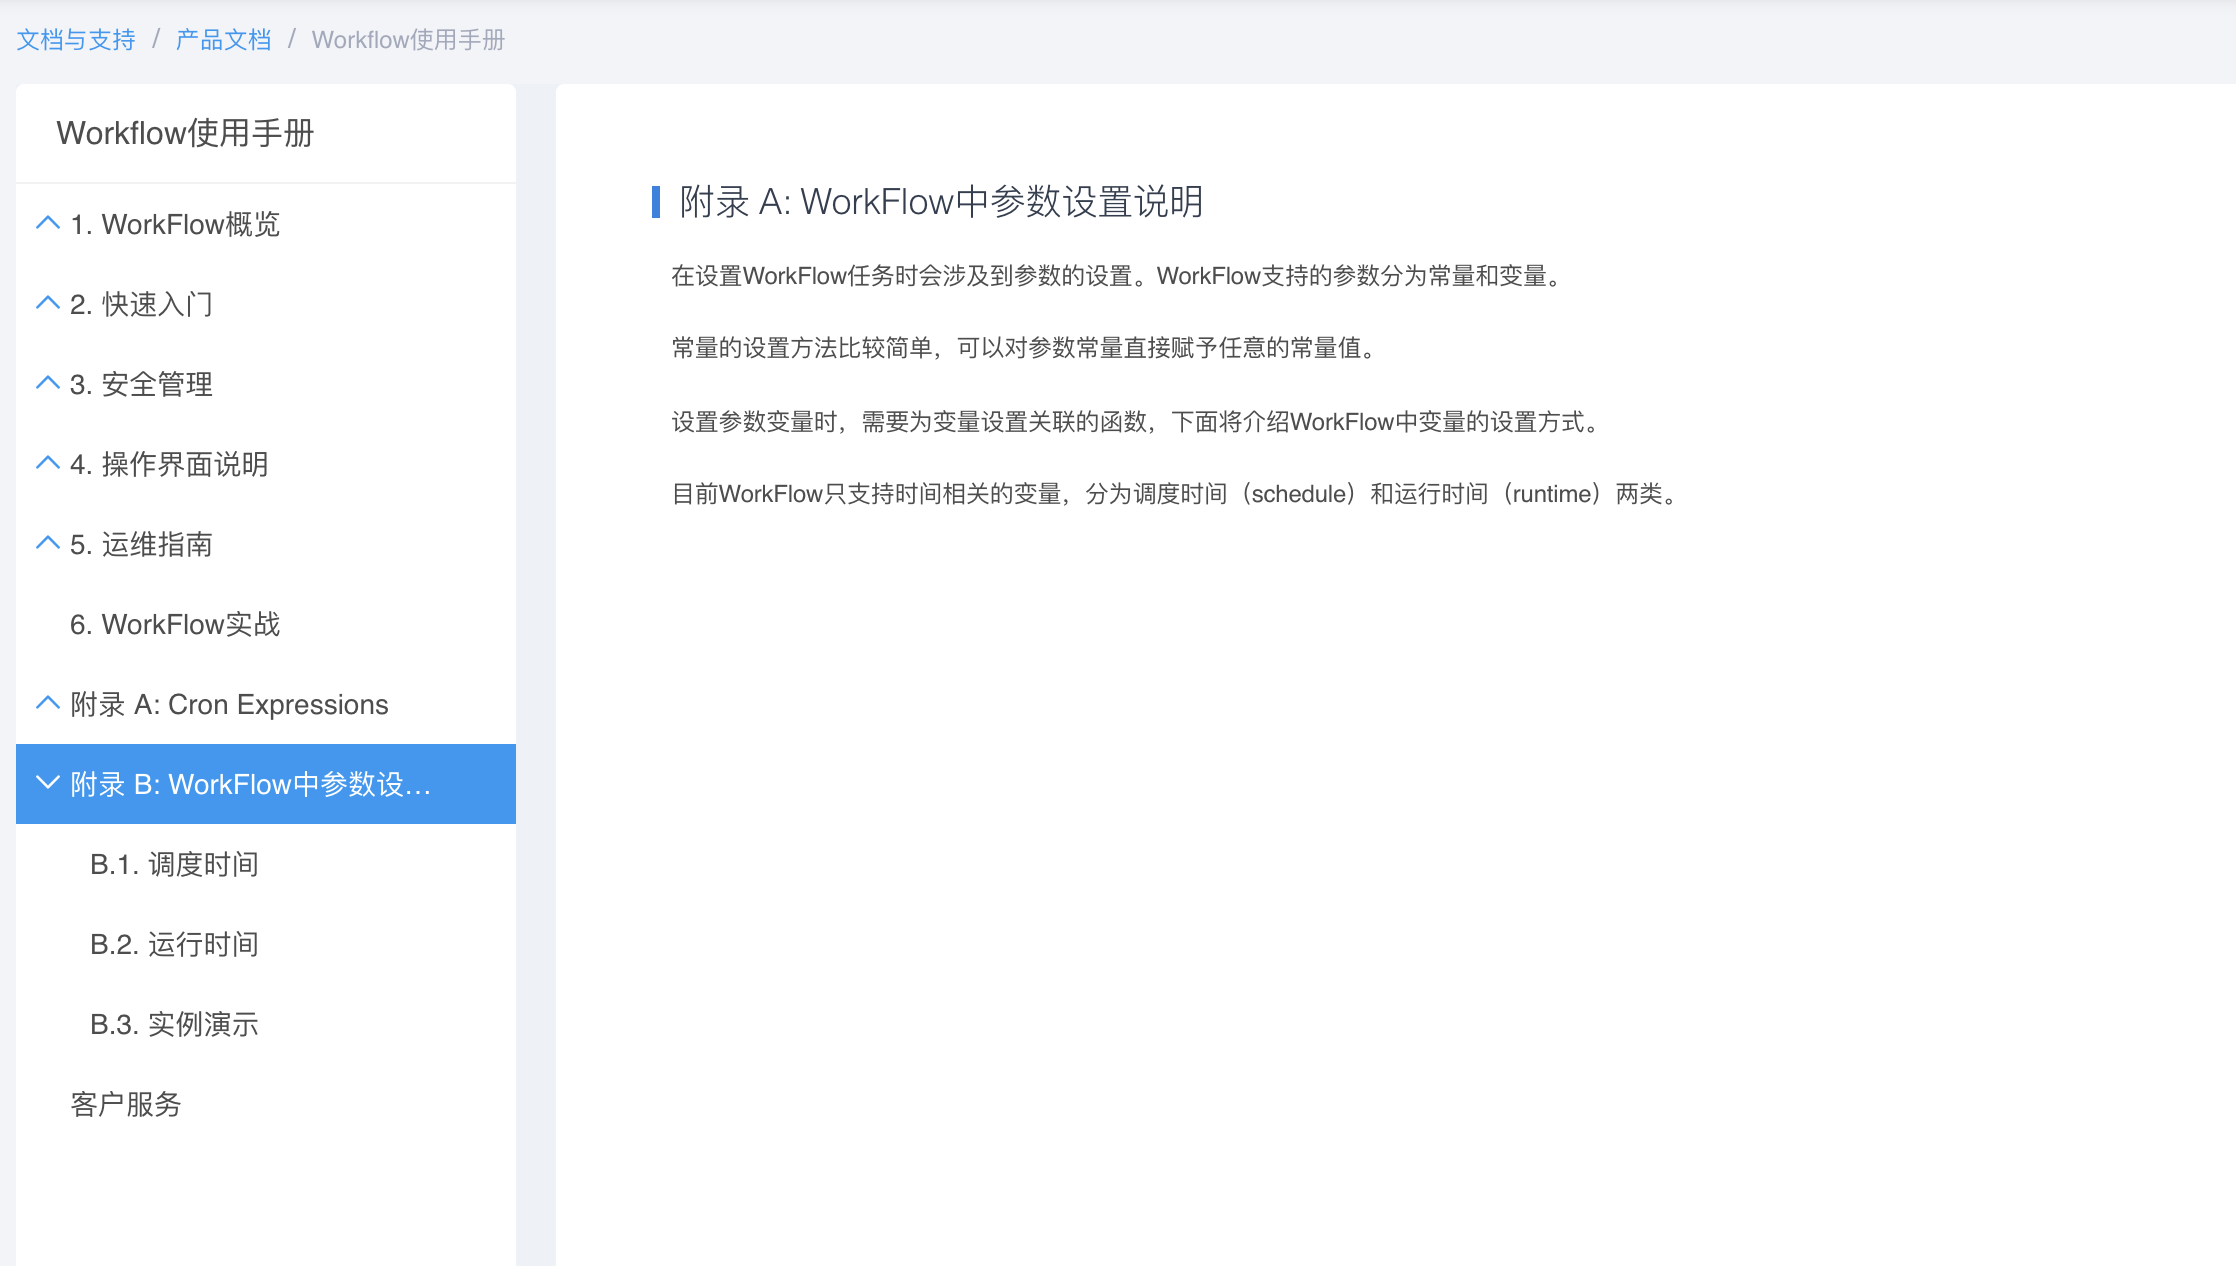 文档与支持 / 产品文档 / Workflow使用手册
Workflow使用手册
1. WorkFlow概览
2. 快速入门
3. 安全管理
4. 操作界面说明
5. 运维指南
6. WorkFlow实战
附录 A: Cron Expressions
附录 B: WorkFlow中参数设...
B.1. 调度时间
B.2. 运行时间
B.3. 实例演示
客户服务
附录 A: WorkFlow中参数设置说明
在设置WorkFlow任务时会涉及到参数的设置。WorkFlow支持的参数分为常量和变量。
常量的设置方法比较简单，可以对参数常量直接赋予任意的常量值。
设置参数变量时，需要为变量设置关联的函数，下面将介绍WorkFlow中变量的设置方式。
目前WorkFlow只支持时间相关的变量，分为调度时间（schedule）和运行时间（runtime）两类。